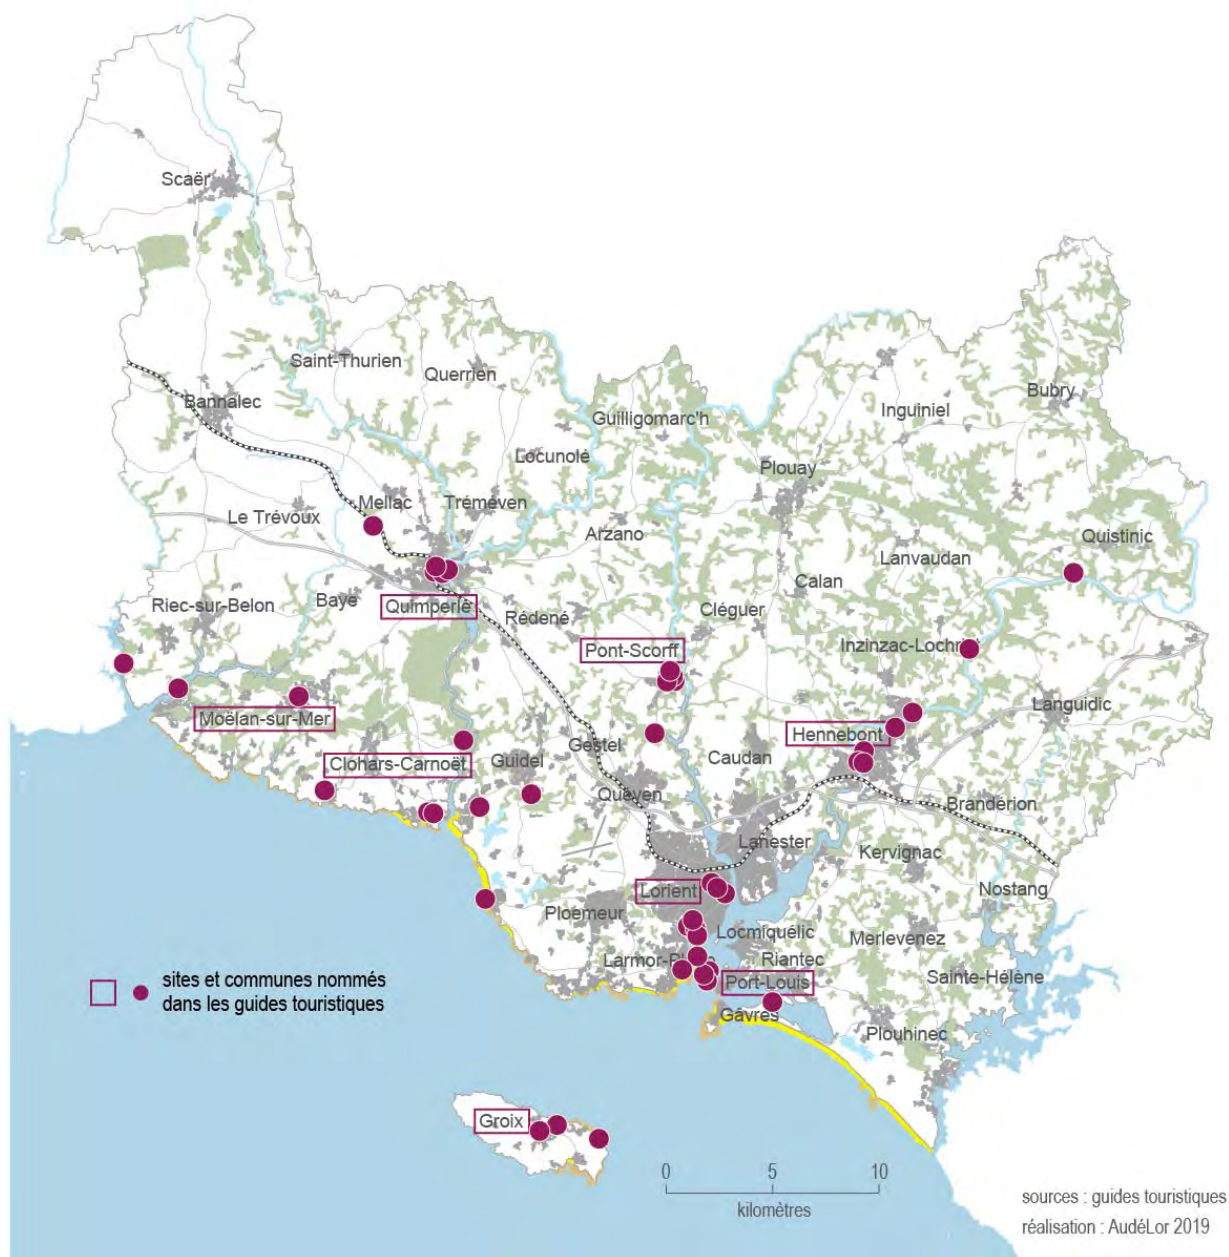 Scaër
Saint-Thurien
Querrien
Bannalec
Guilligomarc'h
Inguiniel
Bubry
Locunolé
Plouay
Mellac
Tréméven
Le Trévoux
Arzano
Quistinic
Lanvaudan
Calan
Riec-sur-Belon
Baye
Quimperlé
Rédené
Cléguer
Pont-Scorff
Inzinzac-Lochrist
Moëlan-sur-Mer
Languidic
Hennebont
Clohars-Carnoët
Guidel
Gestel
Caudan
Quéven
Brandérion
Lanester
Kervignac
Lorient
Nostang
Ploemeur
Locmiquélic
Merlevenez
Riantec
Sainte-Hélène
Port-Louis
Gâvres
Plouhinec
sites et communes nommés
dans les guides touristiques
Groix
0 5 10
kilomètres
sources : guides touristiques
réalisation : AudéLor 2019